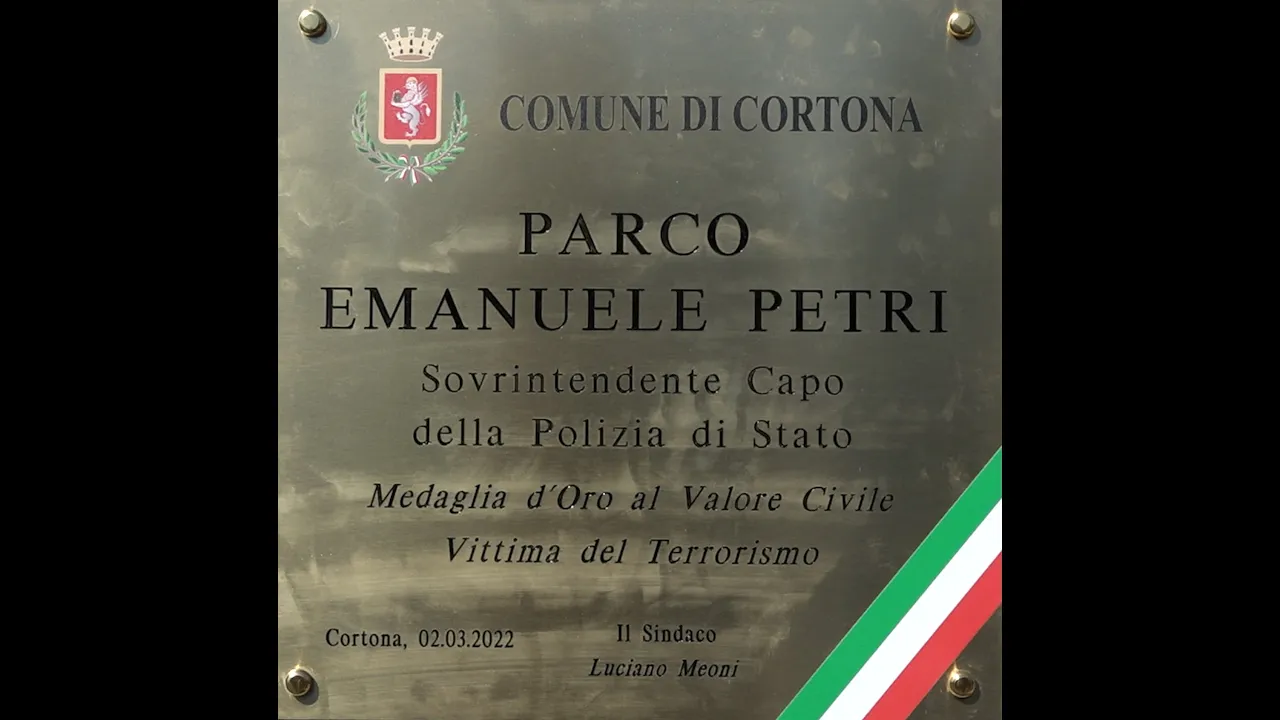 COMUNE DI CORTONA
PARCO
EMANUELE PETRI
Sovrintendente Capo
della Polizia di Stato
Medaglia d'Oro al Valore Civile
Vittima del Terrorismo
Cortona, 02.03.2022
Il Sindaco
Luciano Meoni